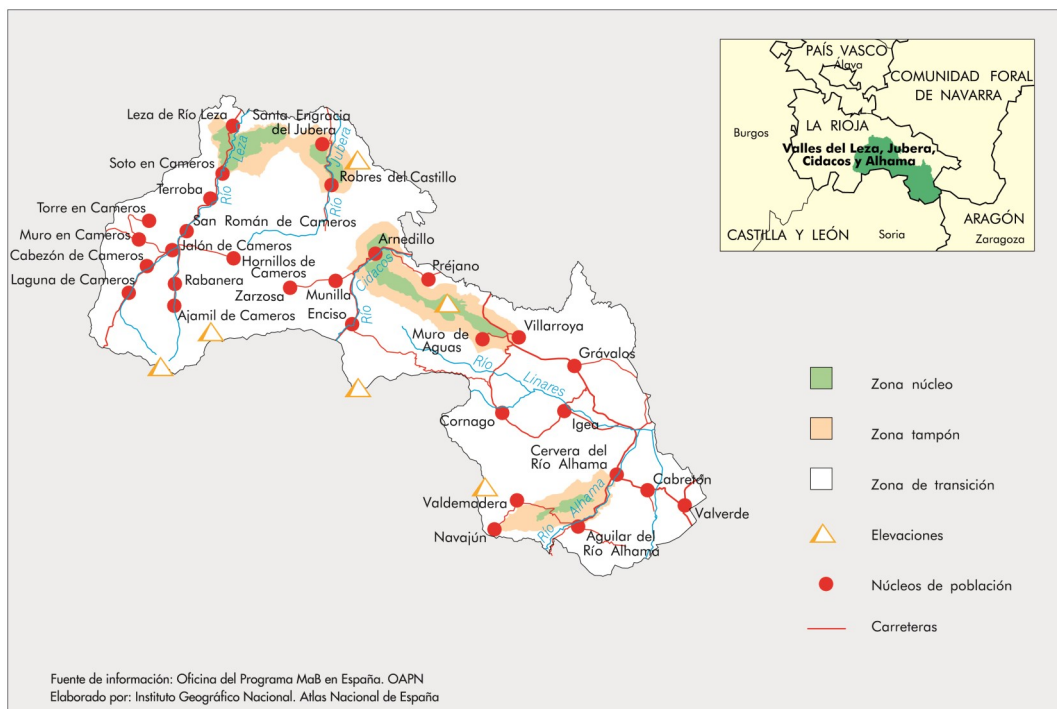 PAÍS VASCO
Álava
COMUNIDAD FORAL
DE NAVARRA
LA RIOJA
Burgos
Valles del Leza, Jubera,
Cidacos y Alhama
ARAGÓN
CASTILLA Y LEÓN
Soria
Zaragoza
Leza de Río Leza
Santa Engracia
del Jubera
Río Leza
Río Jubera
Soto en Cameros
Robres del Castillo
Terroba
Torre en Cameros
San Román de Cameros
Muro en Cameros
Jalón de Cameros
Cabezón de Cameros
Hornillos de
Cameros
Laguna de Cameros
Rabanera
Ajamil de Cameros
Arnedillo
Río Cidacos
Préjano
Zarzosa
Munilla
Enciso
Muro de
Aguas
Villarroya
Grávalos
Río Linares
Cornago
Igea
Cervera del
Río Alhama
Cabretón
Valdemadera
Río Alhama
Valverde
Navajún
Aguilar del
Río Alhama
Zona núcleo
Zona tampón
Zona de transición
Elevaciones
Núcleos de población
Carreteras
Fuente de información: Oficina del Programa MaB en España. OAPN
Elaborado por: Instituto Geográfico Nacional. Atlas Nacional de España